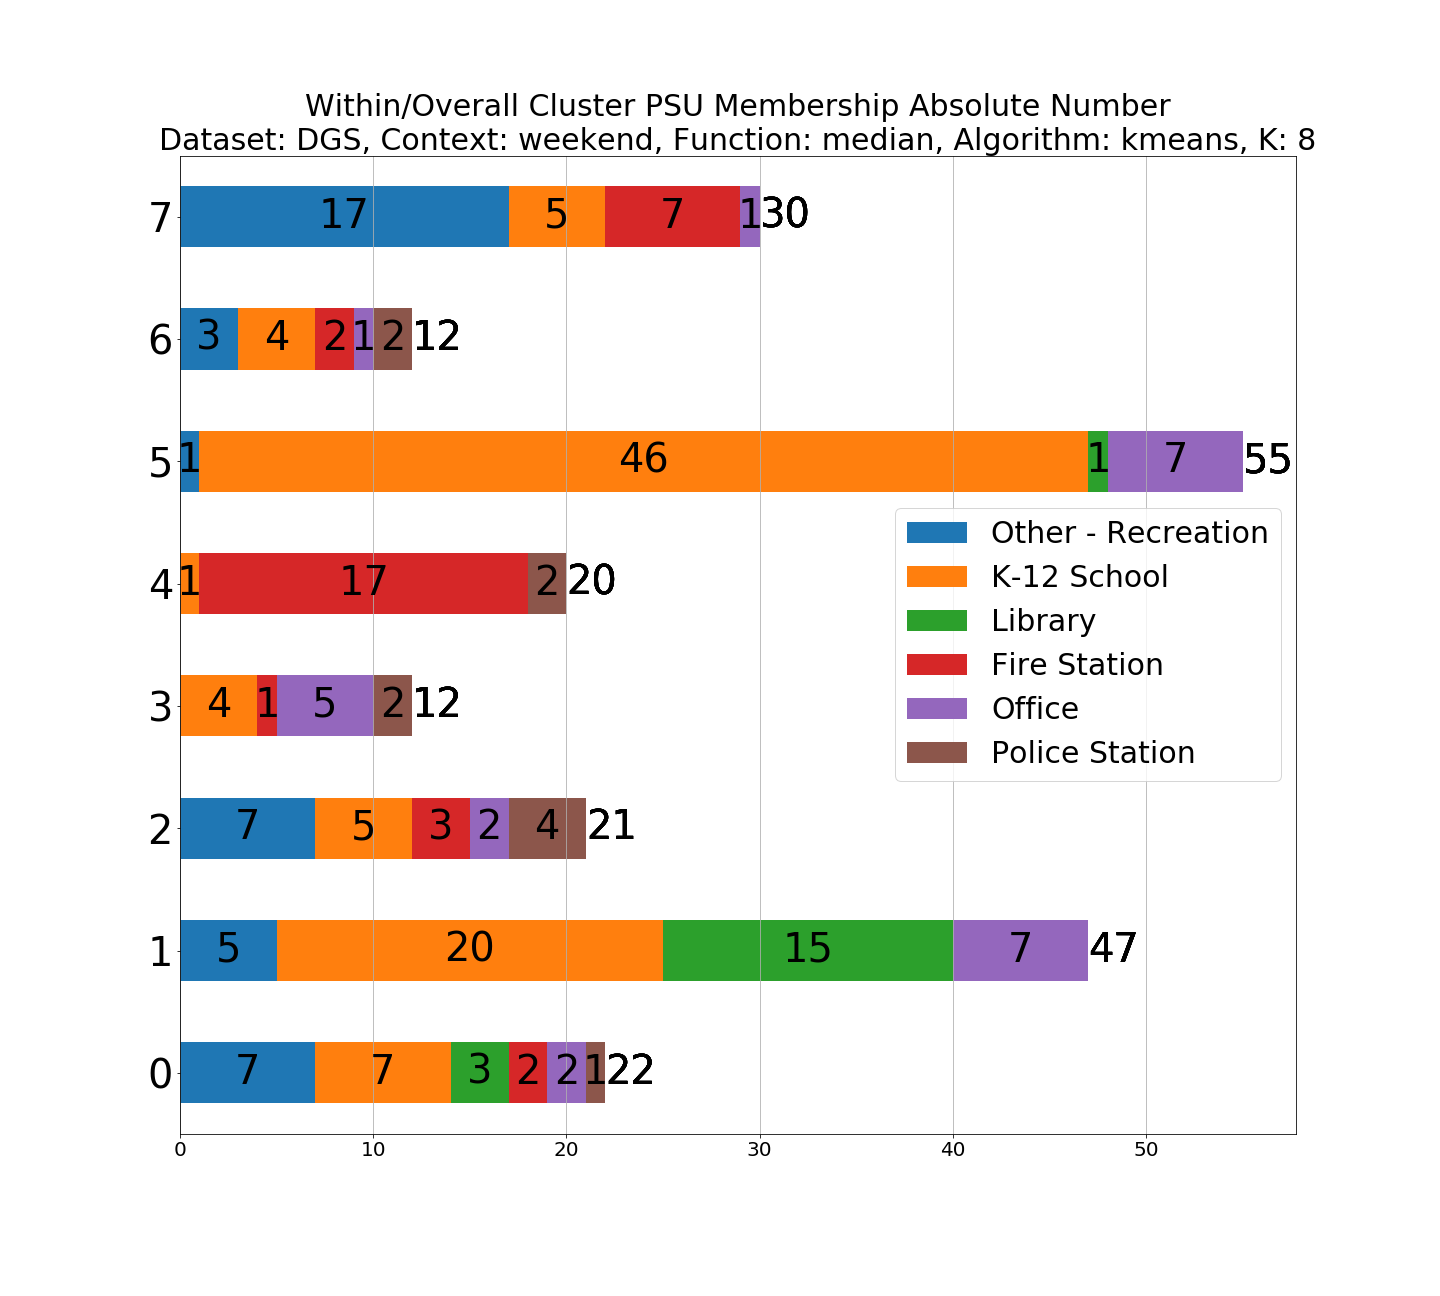 Within/Overall Cluster PSU Membership Absolute Number
Dataset: DGS, Context: weekend, Function: median, Algorithm: kmeans, K: 8
7 17 5 7 1 30
6 3 4 2 1 2 12
5 1 46 1 7 55
4 1 17 2 20
3 4 1 5 2 12
2 7 5 3 2 4 21
1 5 20 15 7 47
0 7 7 3 2 2 1 22
0 10 20 30 40 50
Other - Recreation
K-12 School
Library
Fire Station
Office
Police Station